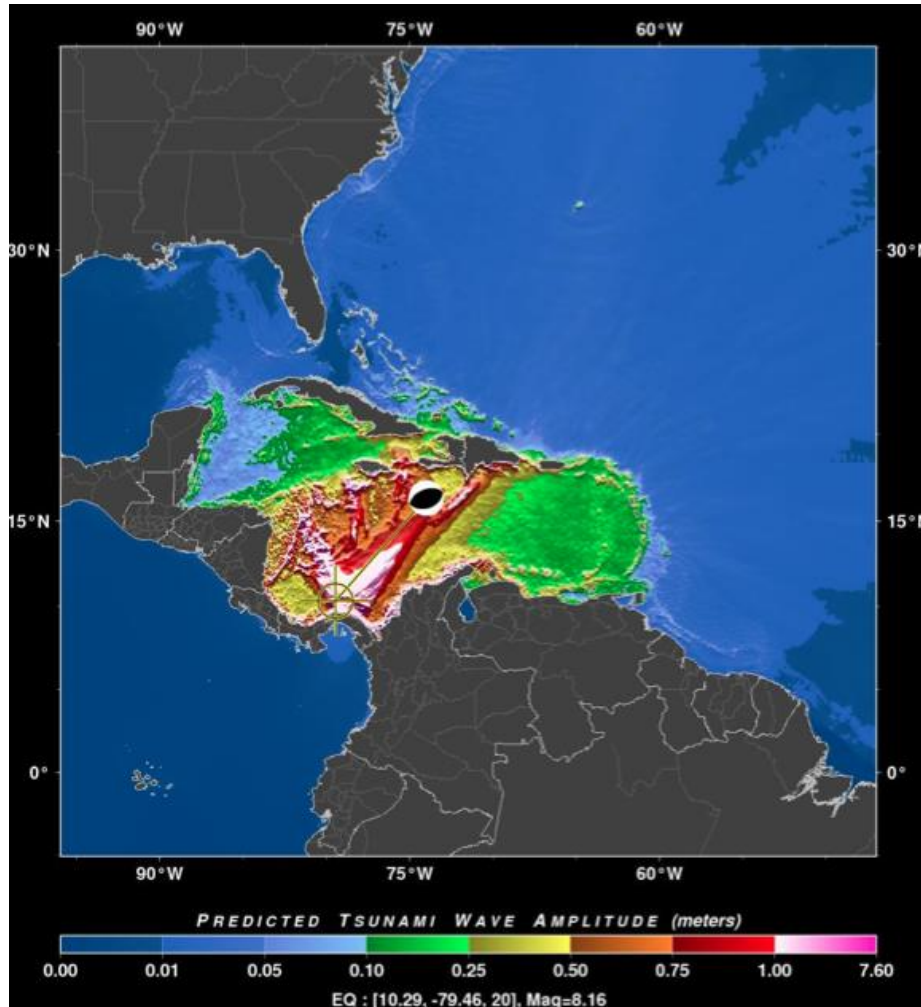 90°W 75°W 60°W
30°N 30°N
15°N 15°N
0° 0°
90°W 75°W 60°W
PREDICTED TSUNAMI WAVE AMPLITUDE (meters)
0.00 0.01 0.05 0.10 0.25 0.50 0.75 1.00 7.60
EQ : [10.29, -79.46, 20], Mag=8.16